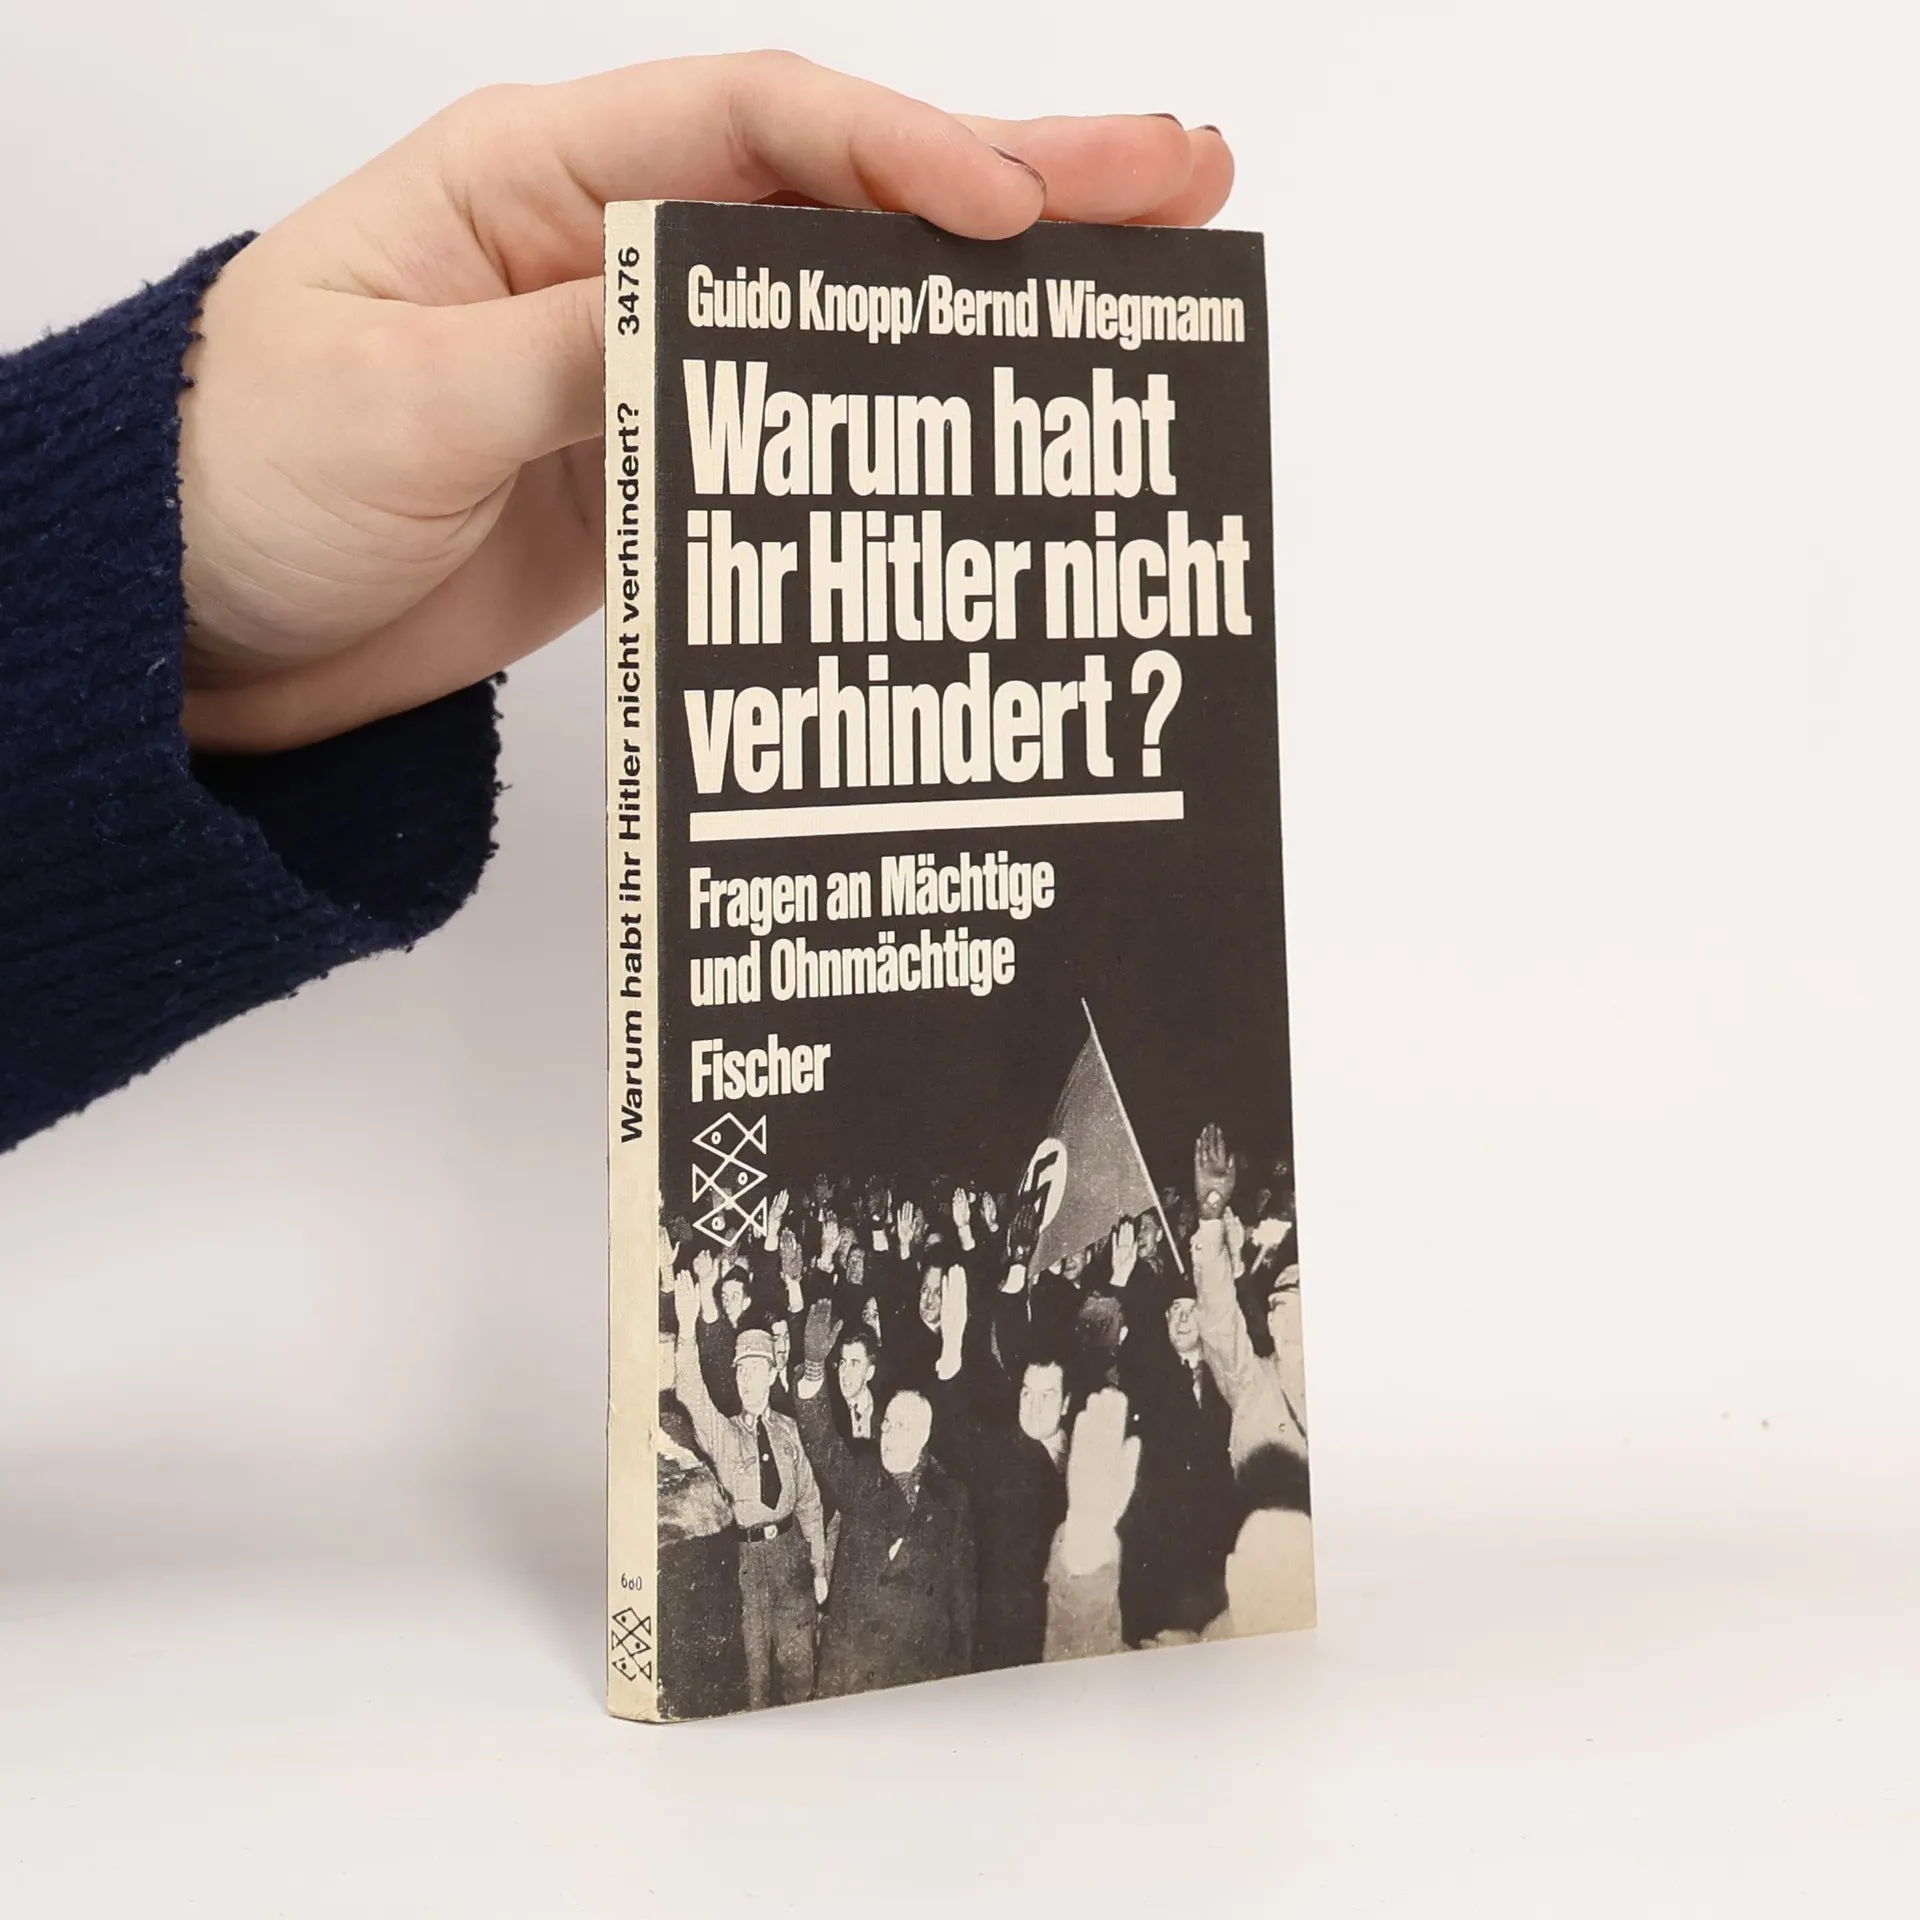 3476
Warum habt ihr Hitler nicht verhindert?
680
Guido Knopp/Bernd Wiegmann
Warum habt
ihr Hitler nicht
verhindert?
Fragen an Mächtige
und Ohnmächtige
Fischer